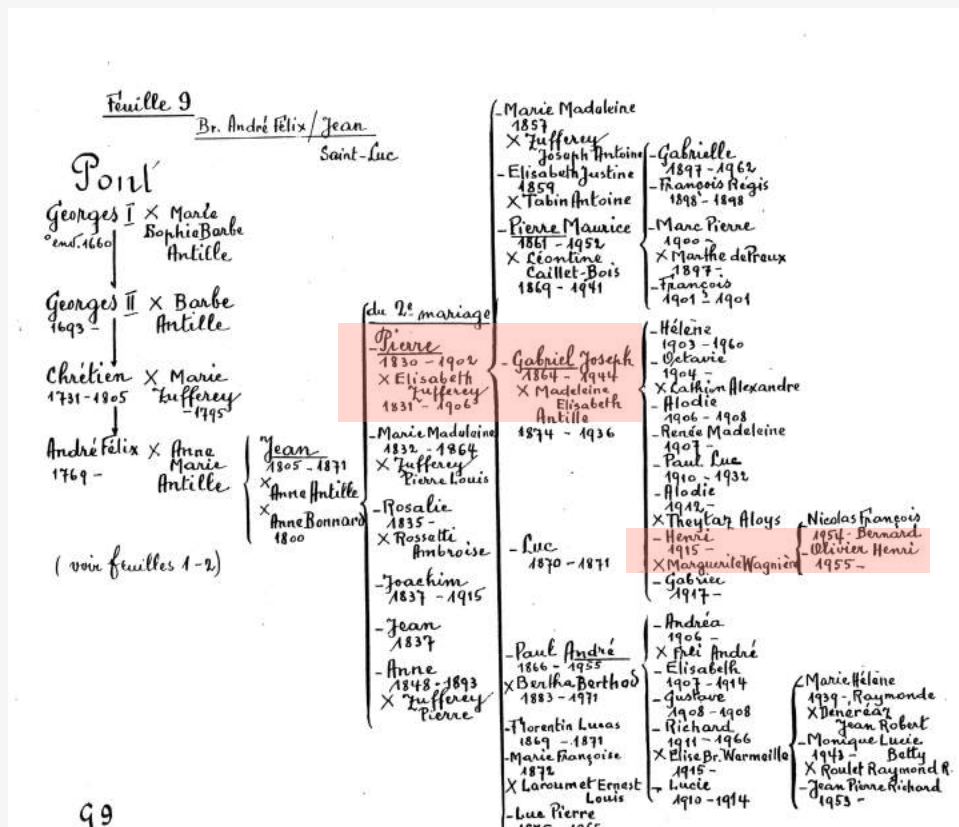 Feuille 9
Br. André Félix / Jean
Saint-Luc
Pont
Georges I X Marie
° env. 1660 Sophie Barbe
Antille
Georges II X Barbe
1693 - Antille
Chrétien X Marie
1731-1805 Zufferey
-1795
André Félix X Anne
1769 - Marie
Antille
( voir feuilles 1-2)
G9
Jean
1805 - 1871
X
Anne Antille
X
Anne Bonnard
1800
du 2e mariage
- Pierre
1830 - 1902
X Elisabeth
Zufferey
1831 - 1906
- Marie Madeleine
1832 - 1864
X Zufferey
Pierre Louis
- Rosalie
1835 -
X Rossetti
Ambroise
- Joachim
1837 - 1915
- Jean
1837
- Anne
1848 - 1893
X Zufferey
Pierre
- Marie Madeleine
1857
X Zufferey
Joseph Antoine
- Elisabeth Justine
1859
X Tabin Antoine
- Pierre Maurice
1861 - 1952
X Léontine
Caillet-Bois
1869 - 1941
- Gabriel Joseph
1864 - 1944
X Madeleine
Elisabeth
Antille
1874 - 1936
- Luc
1870 - 1871
- Paul André
1866 - 1955
X Bertha Berthod
1883 - 1971
- Florentin Lucas
1869 - 1871
- Marie Françoise
1872
X Laroumet Ernest
Louis
- Luc Pierre
- Gabrielle
1897 - 1962
- François Régis
1898 - 1898
- Marc Pierre
1900 -
X Marthe de Preux
1897 -
- François
1901 - 1901
- Hélène
1903 - 1960
- Octavie
1904 -
X Lathion Alexandre
- Alodie
1906 - 1908
- Renée Madeleine
1907 -
- Paul Luc
1910 - 1932
- Alodie
1912 -
X Theytaz Aloys
- Henri
1915 -
X Marguerite Wagnière
- Gabriel
1917 -
- Andréa
1906 -
X Frei André
- Elisabeth
1907 - 1914
- Gustave
1908 - 1908
- Richard
1911 - 1966
X Elise Br. Warmeille
1915 -
- Lucie
1910 - 1914
Nicolas François
1954 - Bernard
- Olivier Henri
1955 -
- Marie Hélène
1939 - Raymonde
X Dénéréaz
Jean Robert
- Monique Lucie
1943 - Betty
X Roulet Raymond R.
- Jean Pierre Richard
1953 -